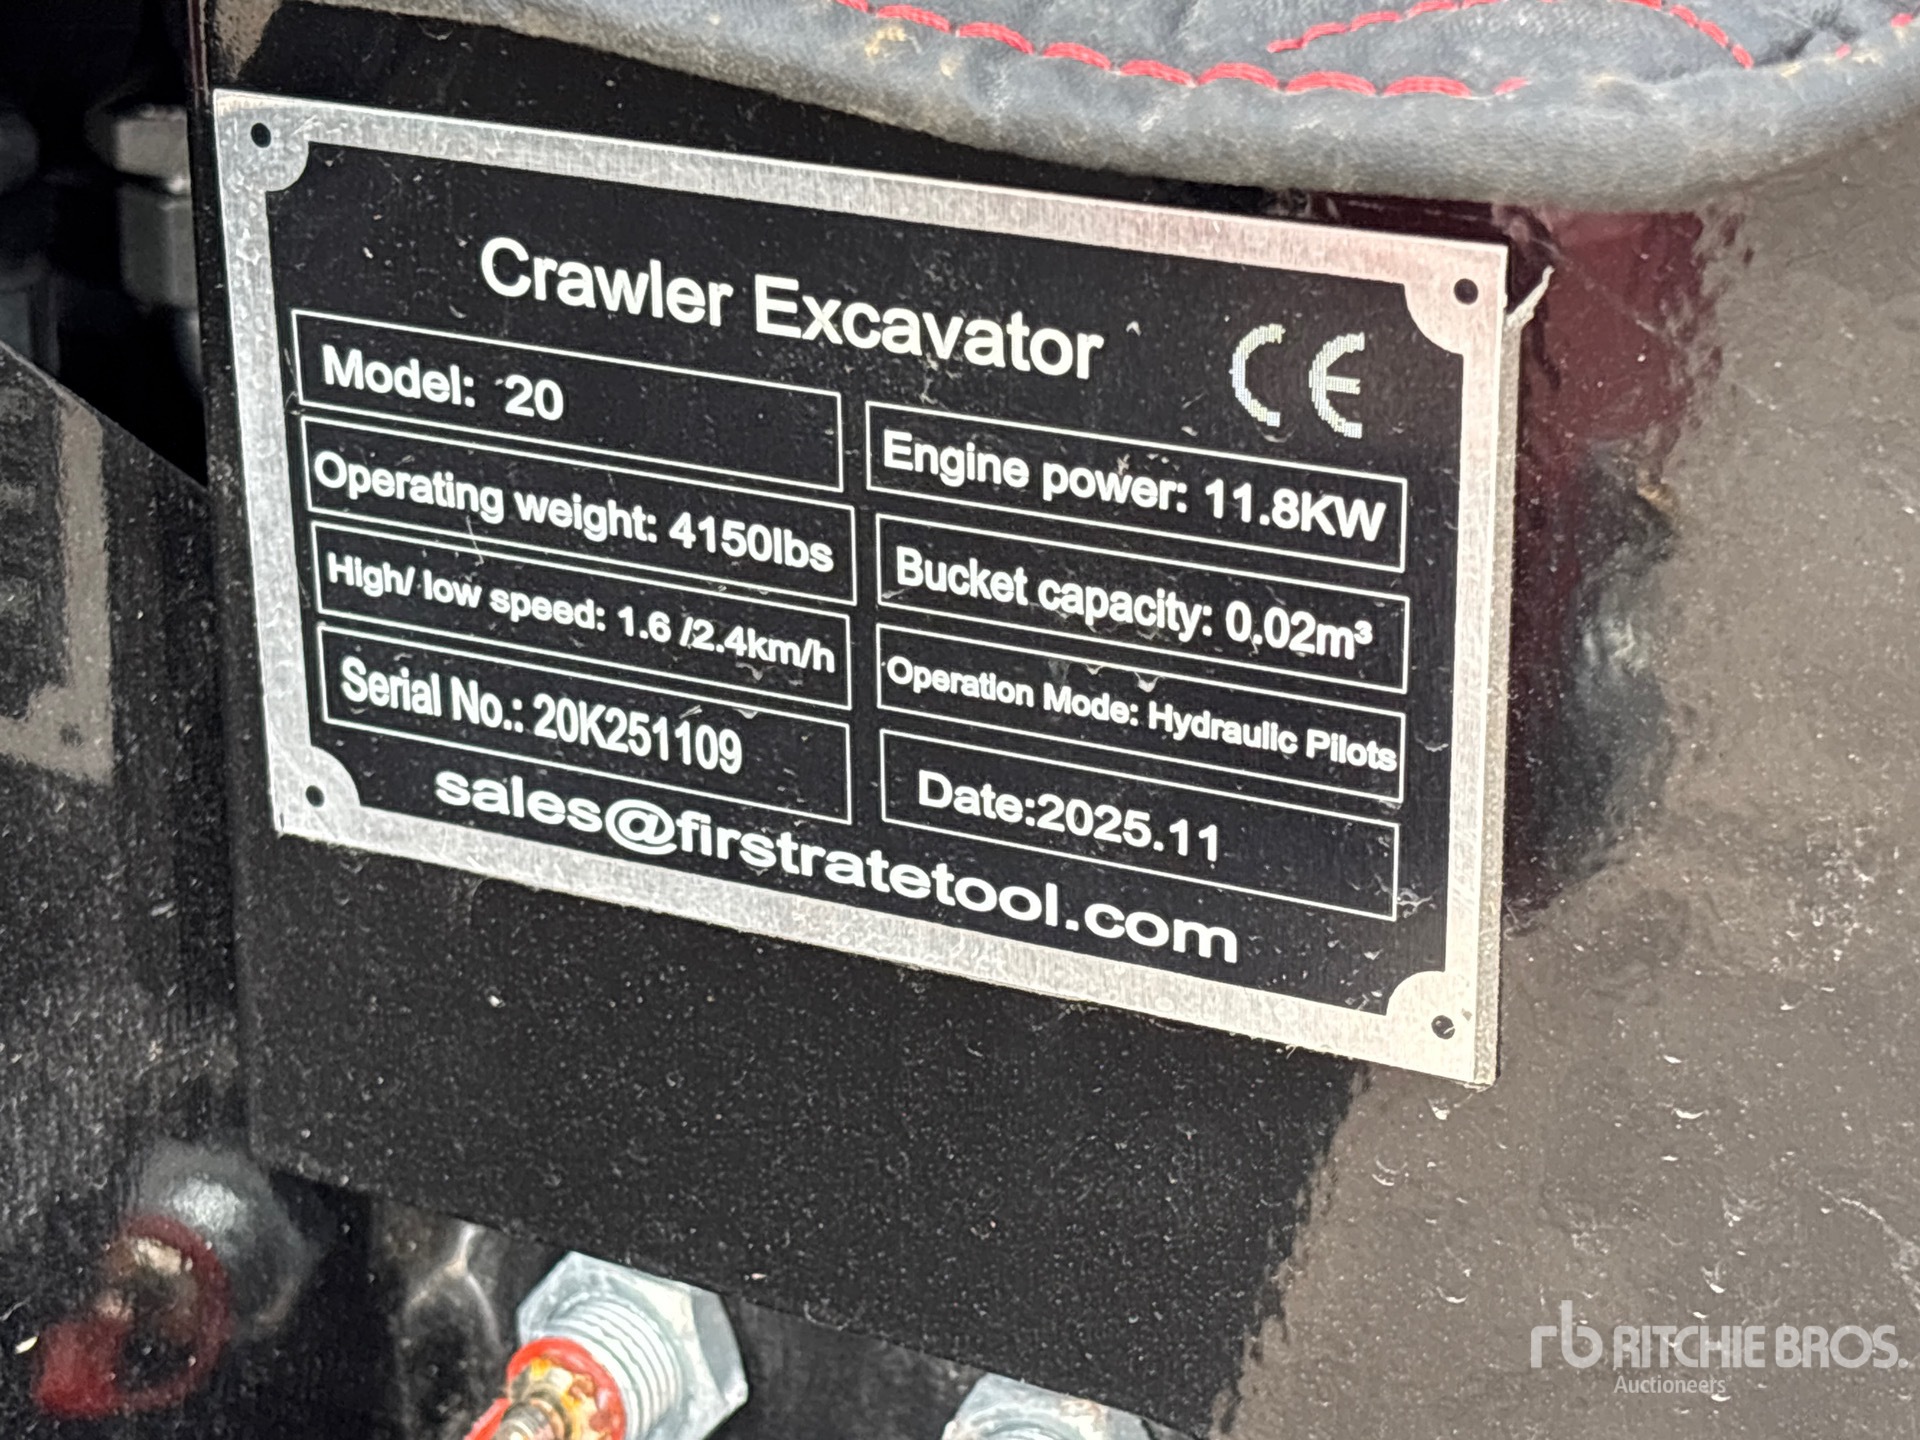 Crawler Excavator
CE
Model: 20
Engine power: 11.8KW
Operating weight: 4150lbs
Bucket capacity: 0.02m³
High/ low speed: 1.6 /2.4km/h
Operation Mode: Hydraulic Pilots
Serial No.: 20K251109
Date:2025.11
sales@firstratetool.com
rb RITCHIE BROS.
Auctioneers